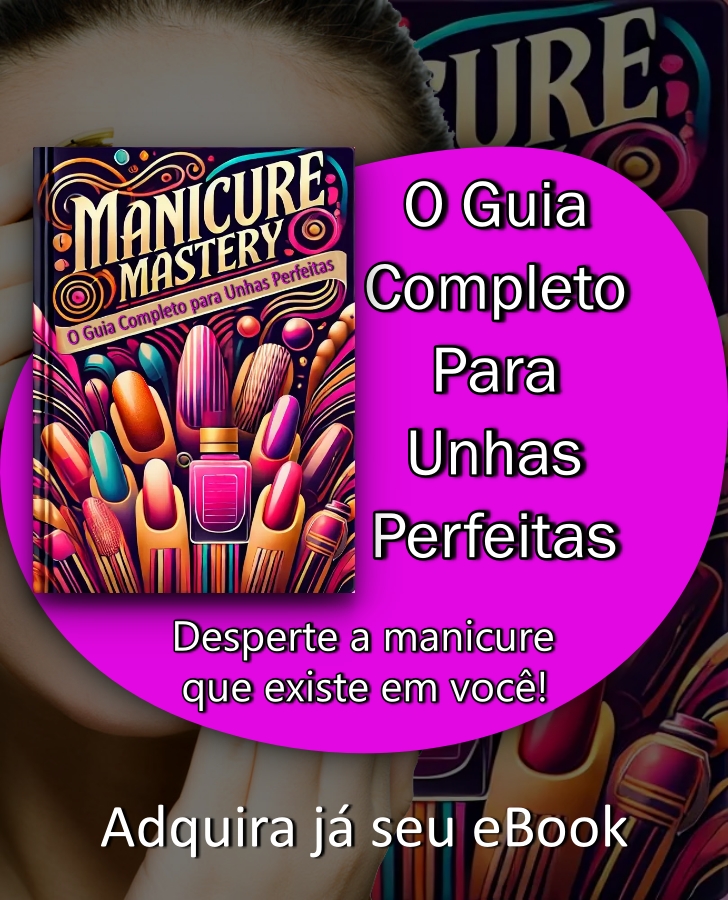 URE
MANICURE
MASTERY
O Guia Completo para Unhas Perfeitas
O Guia
Completo
Para
Unhas
Perfeitas
Desperte a manicure
que existe em você!
Adquira já seu eBook